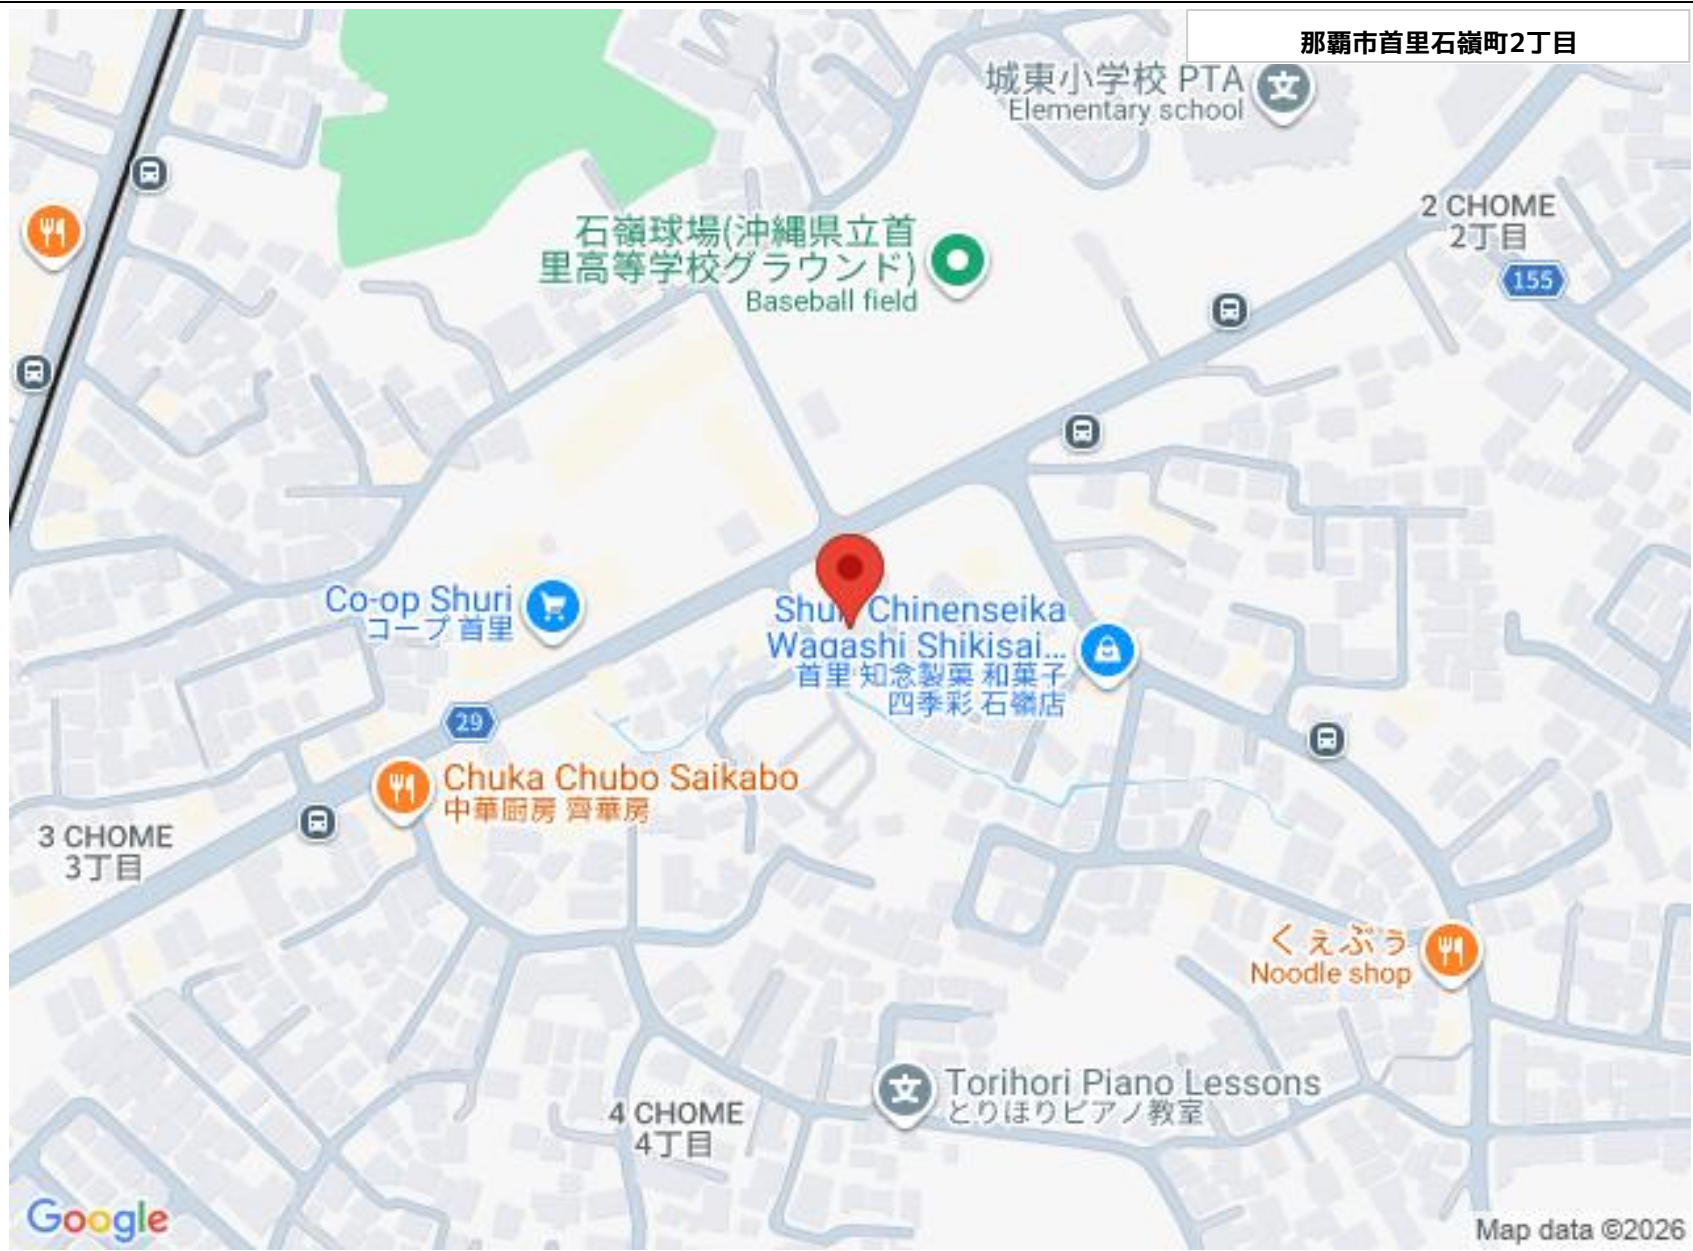 那覇市首里石嶺町2丁目
城東小学校 PTA
Elementary school
2 CHOME
2丁目
155
石嶺球場(沖縄県立首
里高等学校グラウンド)
Baseball field
Co-op Shuri
コープ 首里
Shuri Chinenseika
Wagashi Shikisai...
首里 知念製菓 和菓子
四季彩 石嶺店
29
Chuka Chubo Saikabo
中華厨房 齊華房
3 CHOME
3丁目
くぇぶぅ
Noodle shop
Torihori Piano Lessons
とりほりピアノ教室
4 CHOME
4丁目
Google
Map data ©2026